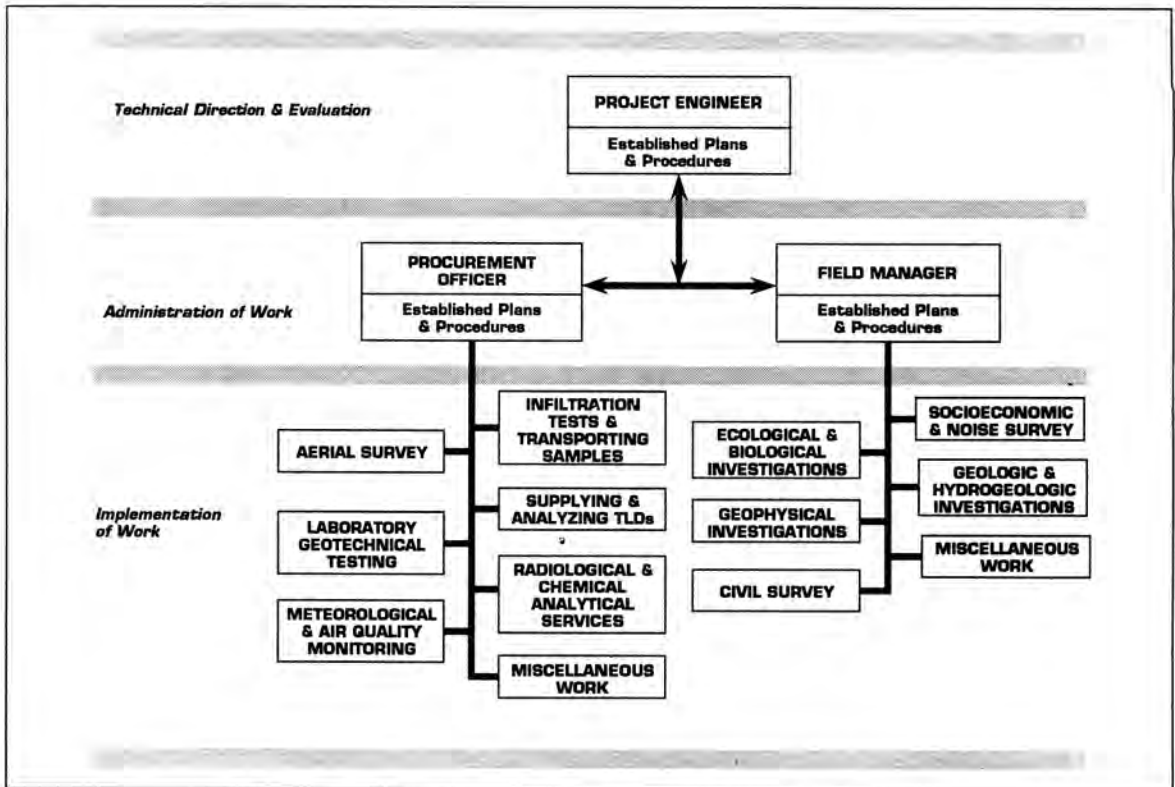 Technical Direction & Evaluation
PROJECT ENGINEER
Established Plans
& Procedures
Administration of Work
PROCUREMENT
OFFICER
Established Plans
& Procedures
FIELD MANAGER
Established Plans
& Procedures
Implementation
of Work
AERIAL SURVEY
LABORATORY
GEOTECHNICAL
TESTING
METEOROLOGICAL
& AIR QUALITY
MONITORING
INFILTRATION
TESTS &
TRANSPORTING
SAMPLES
SUPPLYING &
ANALYZING TLDs
RADIOLOGICAL &
CHEMICAL
ANALYTICAL
SERVICES
MISCELLANEOUS
WORK
ECOLOGICAL &
BIOLOGICAL
INVESTIGATIONS
GEOPHYSICAL
INVESTIGATIONS
CIVIL SURVEY
SOCIOECONOMIC
& NOISE SURVEY
GEOLOGIC &
HYDROGEOLOGIC
INVESTIGATIONS
MISCELLANEOUS
WORK